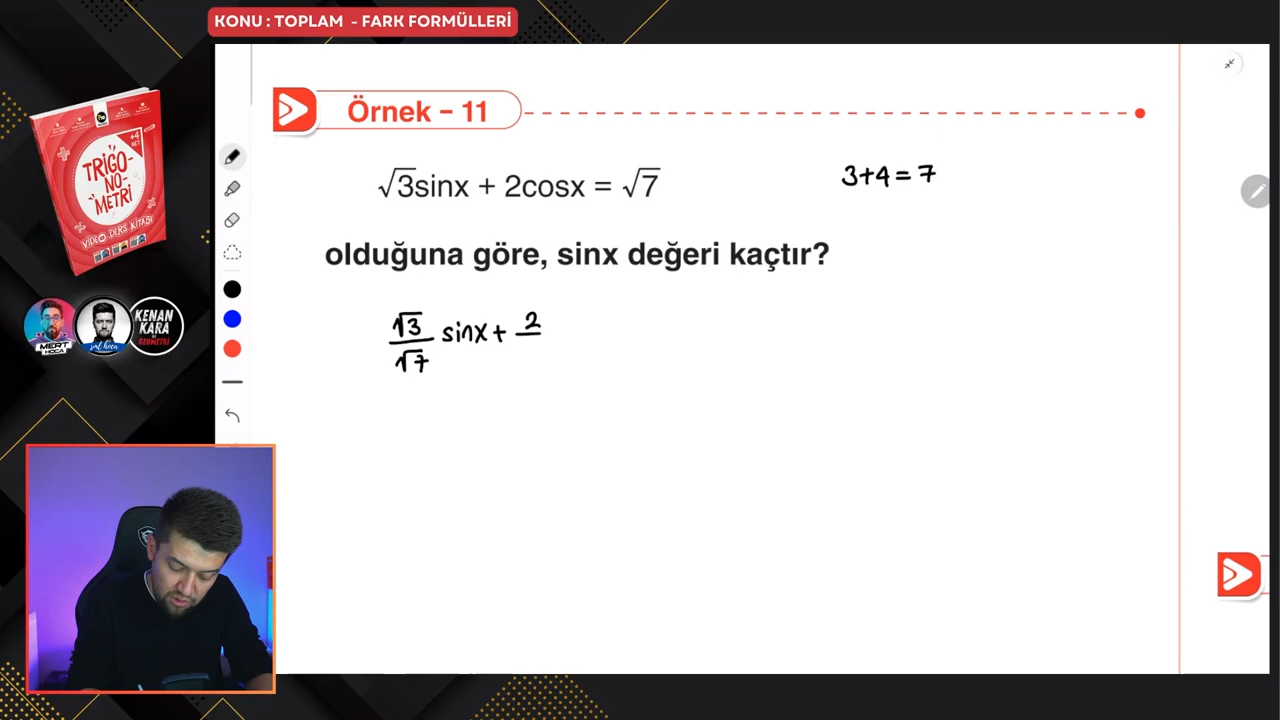 KONU : TOPLAM - FARK FORMÜLLERİ
Örnek – 11
√3sinx + 2cosx = √7
3+4=7
olduğuna göre, sinx değeri kaçtır?
√3/√7 sinx + 2/
+4 NET
TRİGO-
NO-
METRİ
VİDEO DERS KİTABI
MERT HOCA
KENAN
KARA
GEOMETRİ